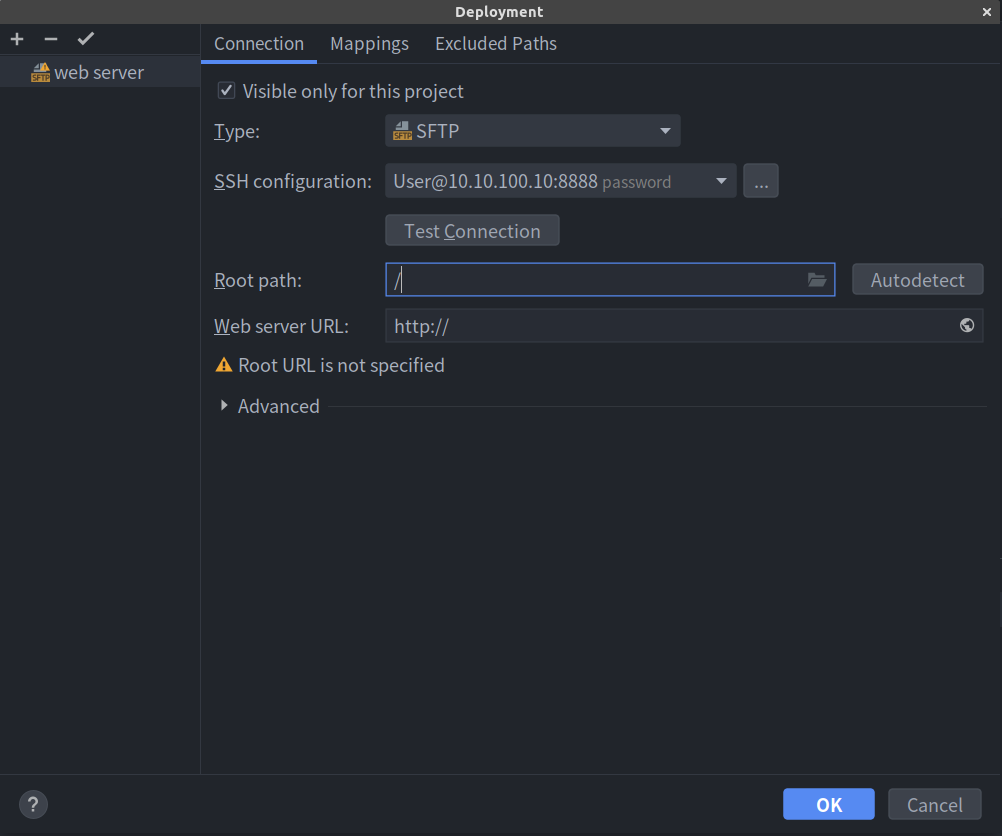 Deployment
web server
Connection Mappings Excluded Paths
Visible only for this project
Type: SFTP SFTP
SSH configuration: User@10.10.100.10:8888 password ...
Test Connection
Root path: / Autodetect
Web server URL: http://
Root URL is not specified
Advanced
? OK Cancel